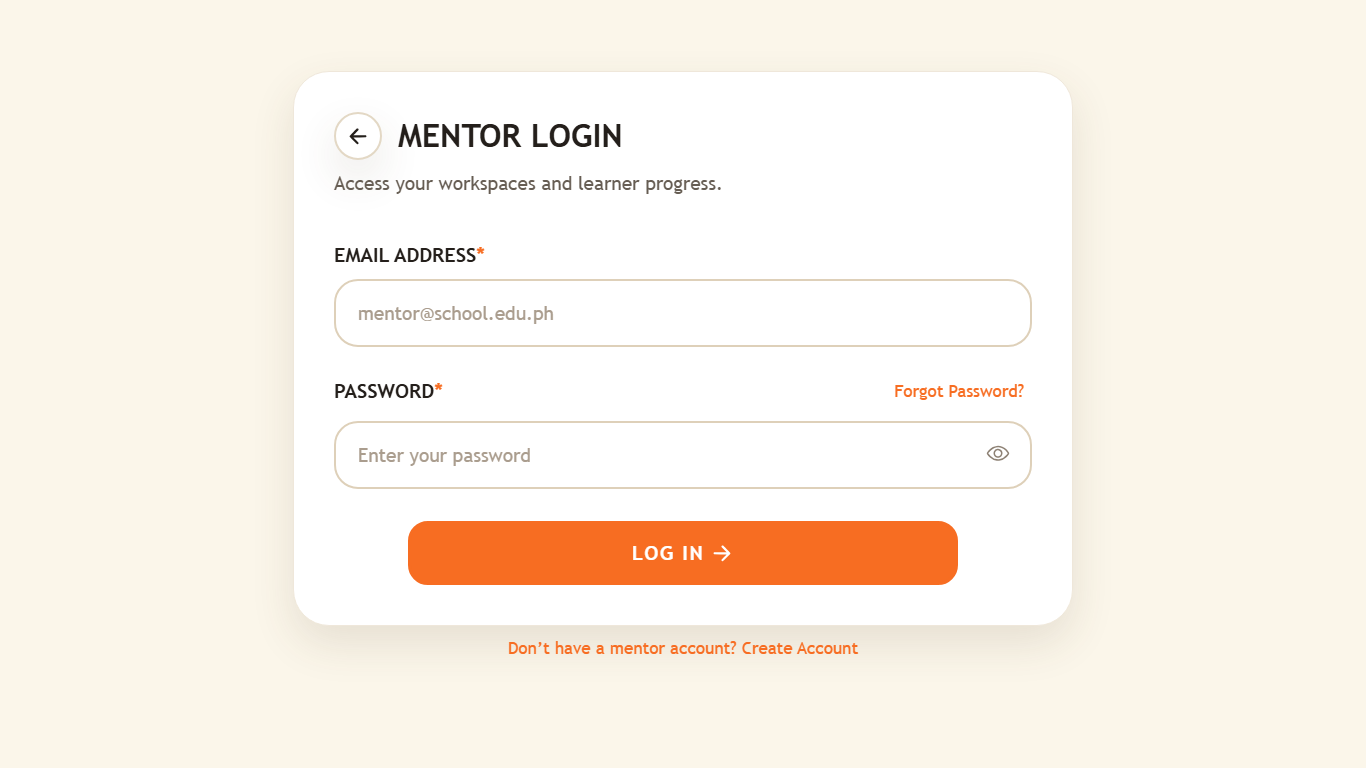 MENTOR LOGIN
Access your workspaces and learner progress.
EMAIL ADDRESS*
mentor@school.edu.ph
PASSWORD*
Forgot Password?
Enter your password
LOG IN →
Don’t have a mentor account? Create Account